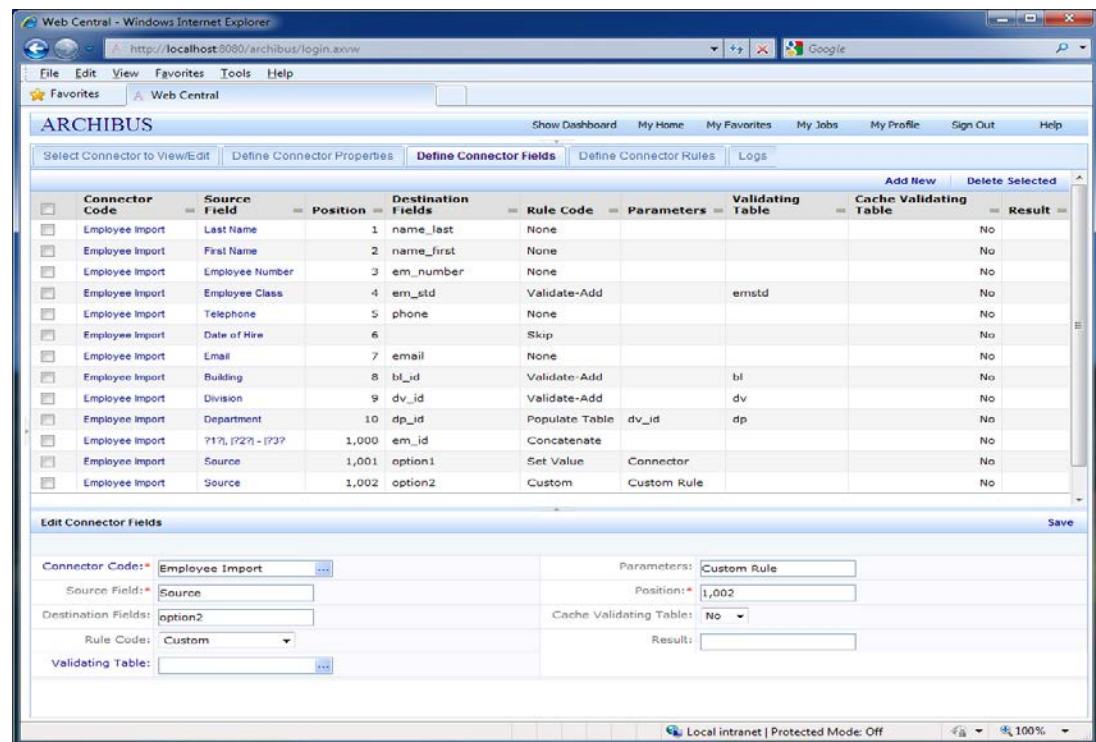 Web Central - Windows Internet Explorer
http://localhost:8080/archibus/login.axvw
Google
File Edit View Favorites Tools Help
Favorites Web Central
ARCHIBUS Show Dashboard My Home My Favorites My Jobs My Profile Sign Out Help
Select Connector to View/Edit Define Connector Properties Define Connector Fields Define Connector Rules Logs
Add New Delete Selected
Connector Code Source Field Position Destination Fields Rule Code Parameters Validating Table Cache Validating Table Result
Employee Import Last Name 1 name_last None No
Employee Import First Name 2 name_first None No
Employee Import Employee Number 3 em_number None No
Employee Import Employee Class 4 em_std Validate-Add emstd No
Employee Import Telephone 5 phone None No
Employee Import Date of Hire 6 Skip No
Employee Import Email 7 email None No
Employee Import Building 8 bl_id Validate-Add bl No
Employee Import Division 9 dv_id Validate-Add dv No
Employee Import Department 10 dp_id Populate Table dv_id dp No
Employee Import ?1?|, |?2?| - |?3? 1,000 em_id Concatenate No
Employee Import Source 1,001 option1 Set Value Connector No
Employee Import Source 1,002 option2 Custom Custom Rule No
Edit Connector Fields Save
Connector Code:* Employee Import ... Parameters: Custom Rule
Source Field:* Source Position:* 1,002
Destination Fields: option2 Cache Validating Table: No
Rule Code: Custom Result:
Validating Table: ...
Local intranet | Protected Mode: Off 100%